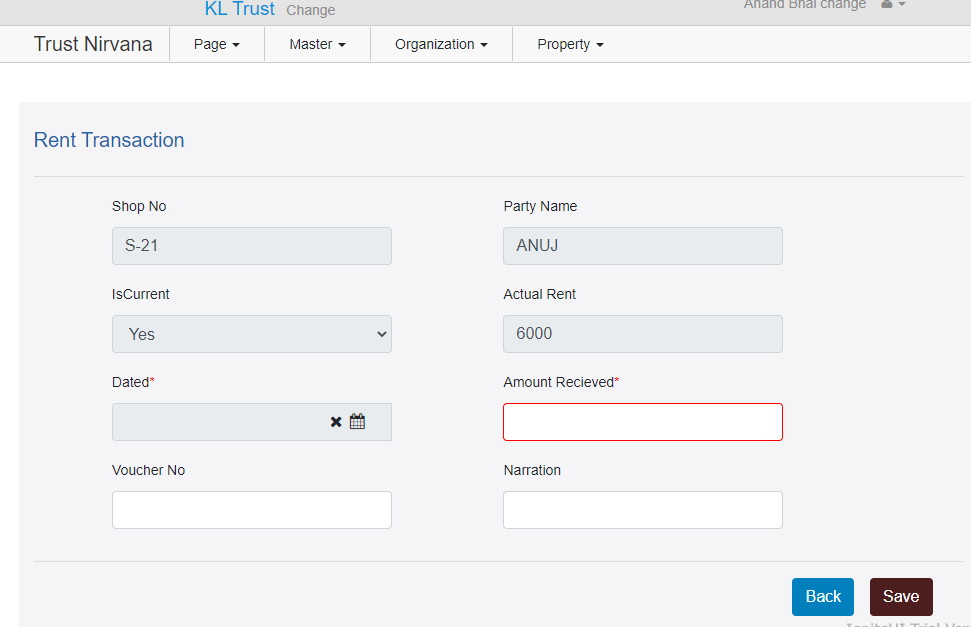 KL Trust Change Anand Bhai change
Trust Nirvana Page Master Organization Property
Rent Transaction
Shop No Party Name
S-21 ANUJ
IsCurrent Actual Rent
Yes 6000
Dated* Amount Recieved*
Voucher No Narration
Back Save